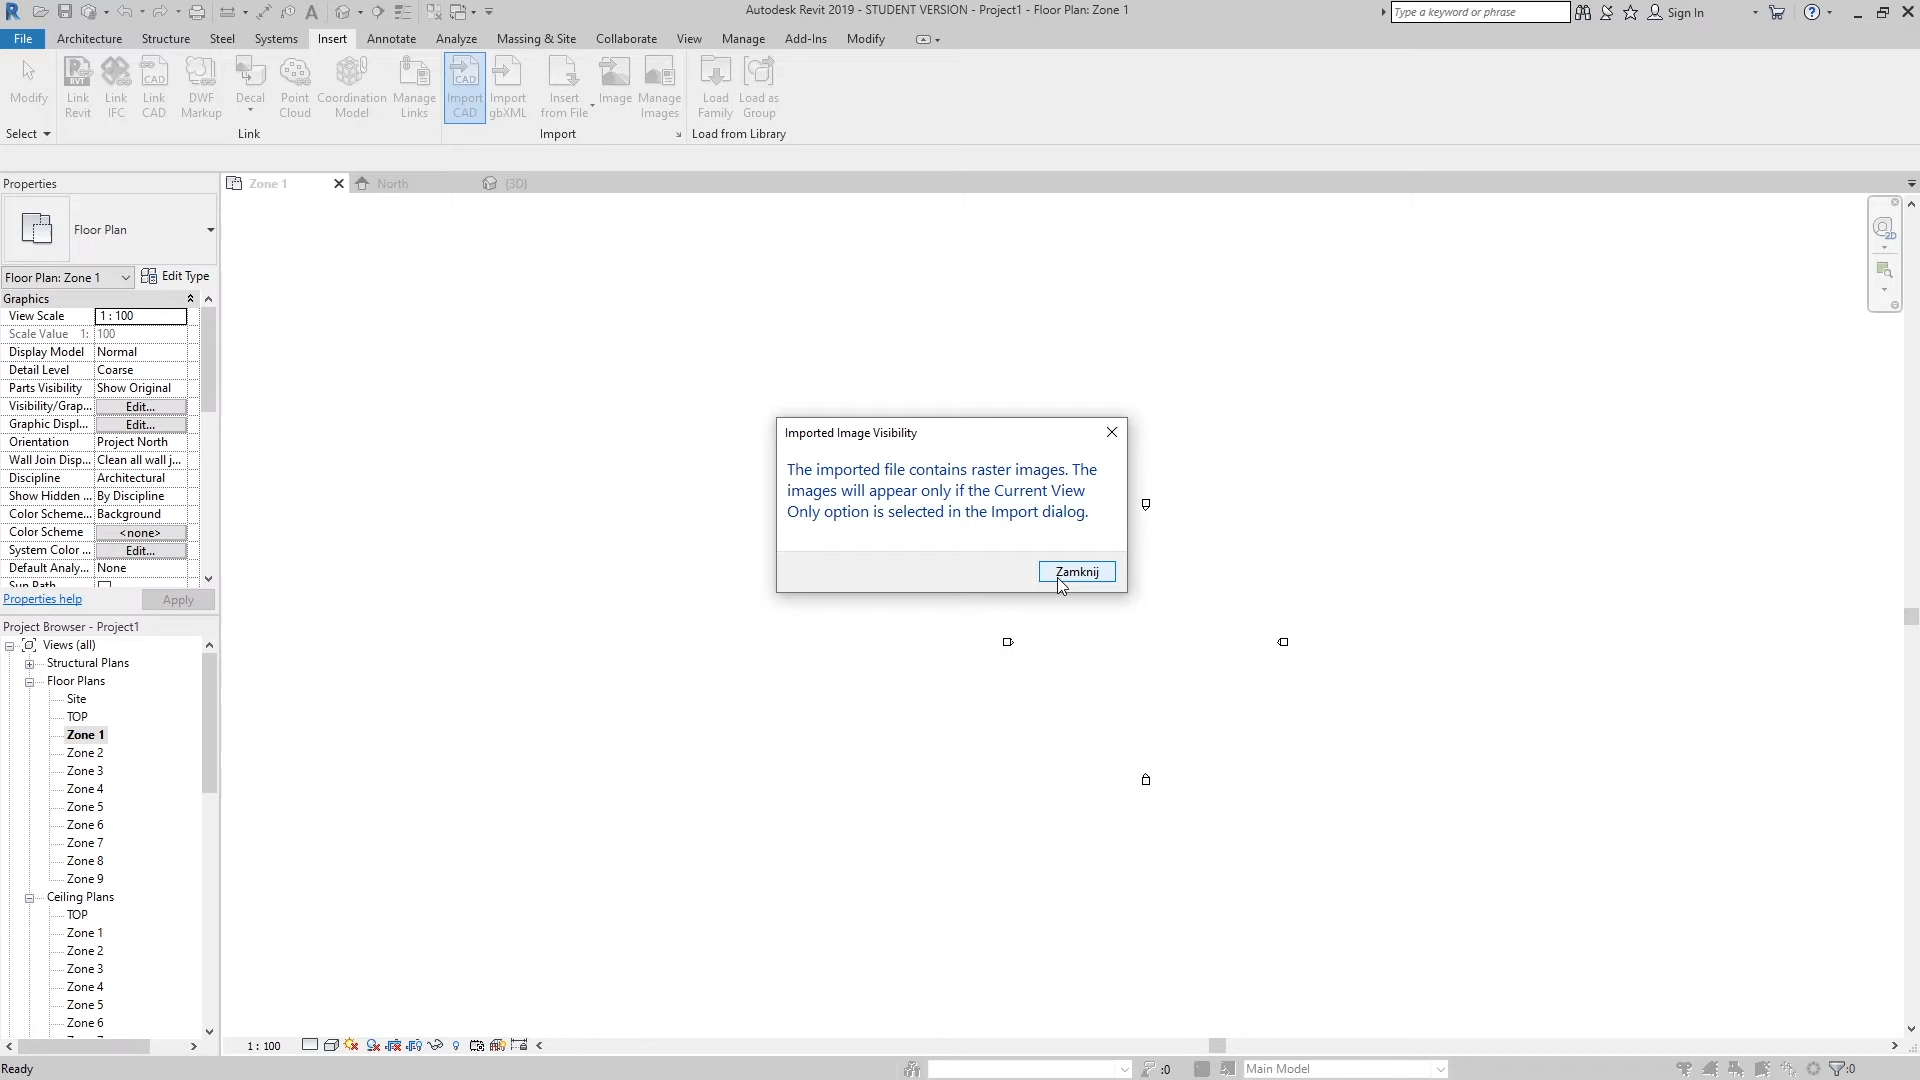 Autodesk Revit 2019 - STUDENT VERSION - Project1 - Floor Plan: Zone 1
Type a keyword or phrase
Sign In
File Architecture Structure Steel Systems Insert Annotate Analyze Massing & Site Collaborate View Manage Add-Ins Modify
Modify
Link Revit
Link IFC
Link CAD
DWF Markup
Decal
Point Cloud
Coordination Model
Manage Links
Import CAD
Import gbXML
Insert from File
Image
Manage Images
Load Family
Load as Group
Select
Link
Import
Load from Library
Properties
Zone 1
North
{3D}
Floor Plan
Floor Plan: Zone 1
Edit Type
Graphics
View Scale 1 : 100
Scale Value 1: 100
Display Model Normal
Detail Level Coarse
Parts Visibility Show Original
Visibility/Grap... Edit...
Graphic Displ... Edit...
Orientation Project North
Wall Join Disp... Clean all wall j...
Discipline Architectural
Show Hidden ... By Discipline
Color Scheme... Background
Color Scheme <none>
System Color ... Edit...
Default Analy... None
Sun Path
Properties help
Apply
Imported Image Visibility
The imported file contains raster images. The
images will appear only if the Current View
Only option is selected in the Import dialog.
Zamknij
Project Browser - Project1
Views (all)
Structural Plans
Floor Plans
Site
TOP
Zone 1
Zone 2
Zone 3
Zone 4
Zone 5
Zone 6
Zone 7
Zone 8
Zone 9
Ceiling Plans
TOP
Zone 1
Zone 2
Zone 3
Zone 4
Zone 5
Zone 6
1 : 100
Ready
:0
Main Model
:0